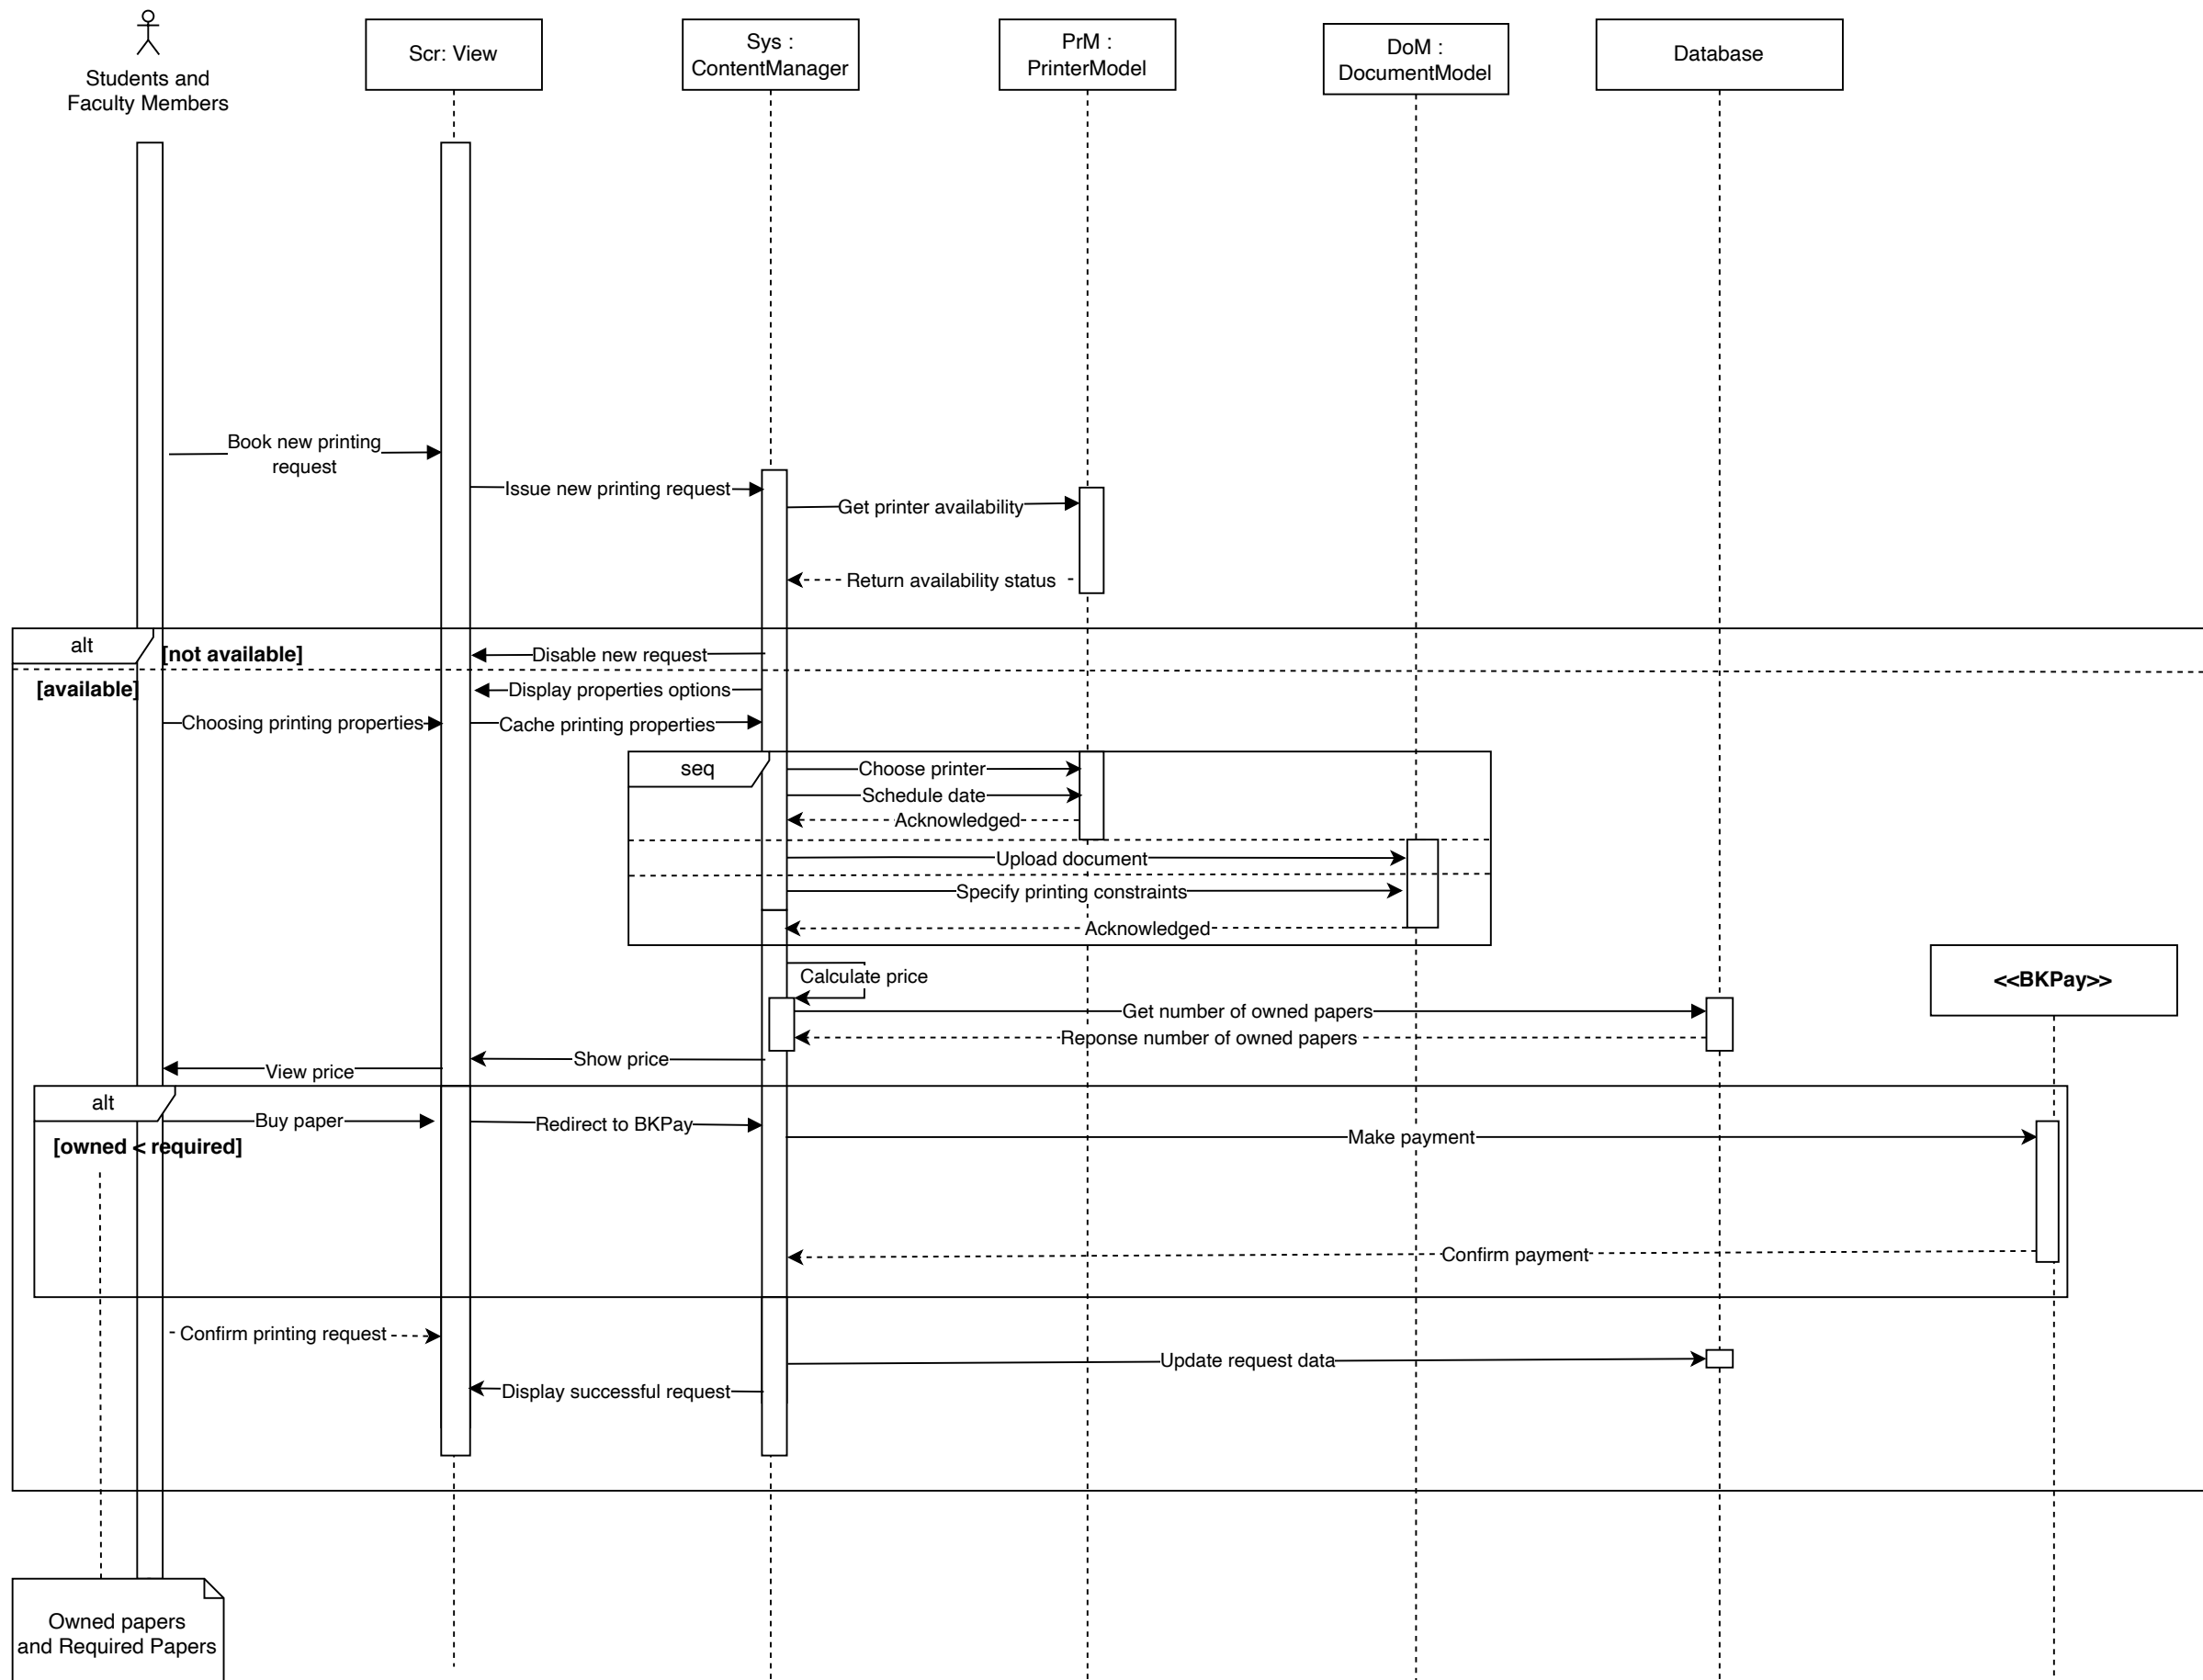 Students and
Faculty Members
Scr: View
Sys :
ContentManager
PrM :
PrinterModel
DoM :
DocumentModel
Database
Book new printing
request
Issue new printing request
Get printer availability
Return availability status
alt
[not available]
Disable new request
[available]
Display properties options
Choosing printing properties
Cache printing properties
seq
Choose printer
Schedule date
Acknowledged
Upload document
Specify printing constraints
Acknowledged
Calculate price
<<BKPay>>
Get number of owned papers
Reponse number of owned papers
Show price
View price
alt
Buy paper
Redirect to BKPay
Make payment
[owned < required]
Confirm payment
Confirm printing request
Update request data
Display successful request
Owned papers
and Required Papers